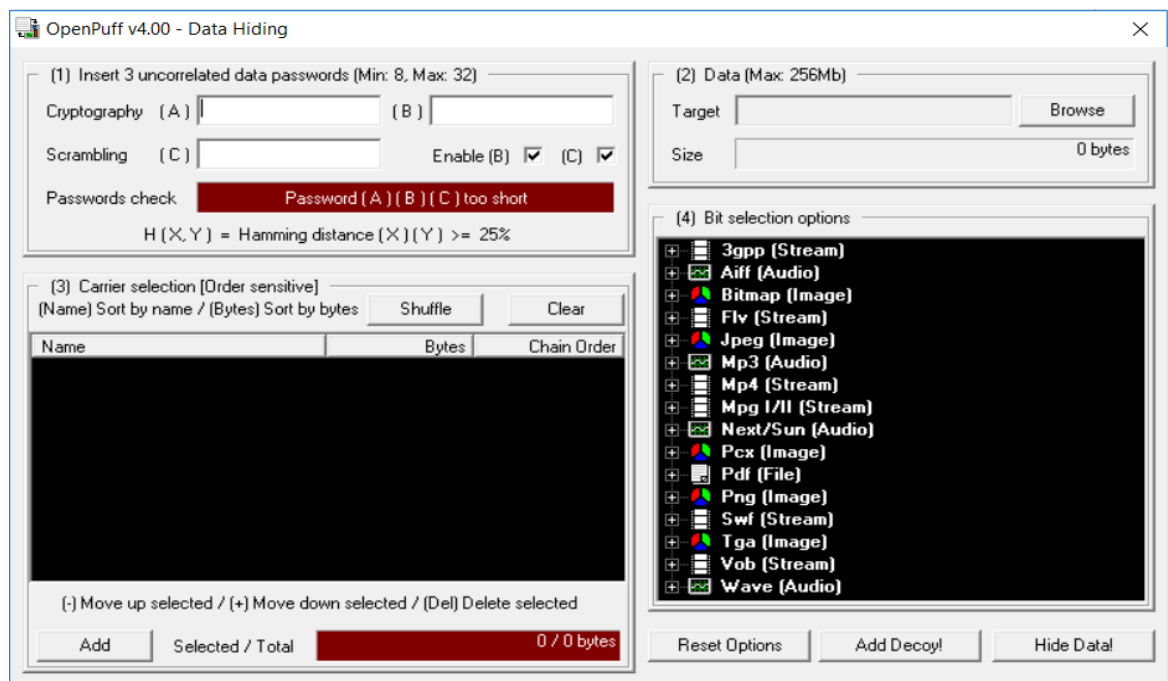 OpenPuff v4.00 - Data Hiding
(1) Insert 3 uncorrelated data passwords (Min: 8, Max: 32)
Cryptography (A) (B)
Scrambling (C) Enable (B) (C)
Passwords check Password (A) (B) (C) too short
H (X, Y) = Hamming distance (X) (Y) >= 25%
(2) Data (Max: 256Mb)
Target Browse
Size 0 bytes
(3) Carrier selection [Order sensitive]
(Name) Sort by name / (Bytes) Sort by bytes Shuffle Clear
Name Bytes Chain Order
(-) Move up selected / (+) Move down selected / (Del) Delete selected
Add Selected / Total 0 / 0 bytes
(4) Bit selection options
3gpp (Stream)
Aiff (Audio)
Bitmap (Image)
Flv (Stream)
Jpeg (Image)
Mp3 (Audio)
Mp4 (Stream)
Mpg I/II (Stream)
Next/Sun (Audio)
Pcx (Image)
Pdf (File)
Png (Image)
Swf (Stream)
Tga (Image)
Vob (Stream)
Wave (Audio)
Reset Options Add Decoy! Hide Data!